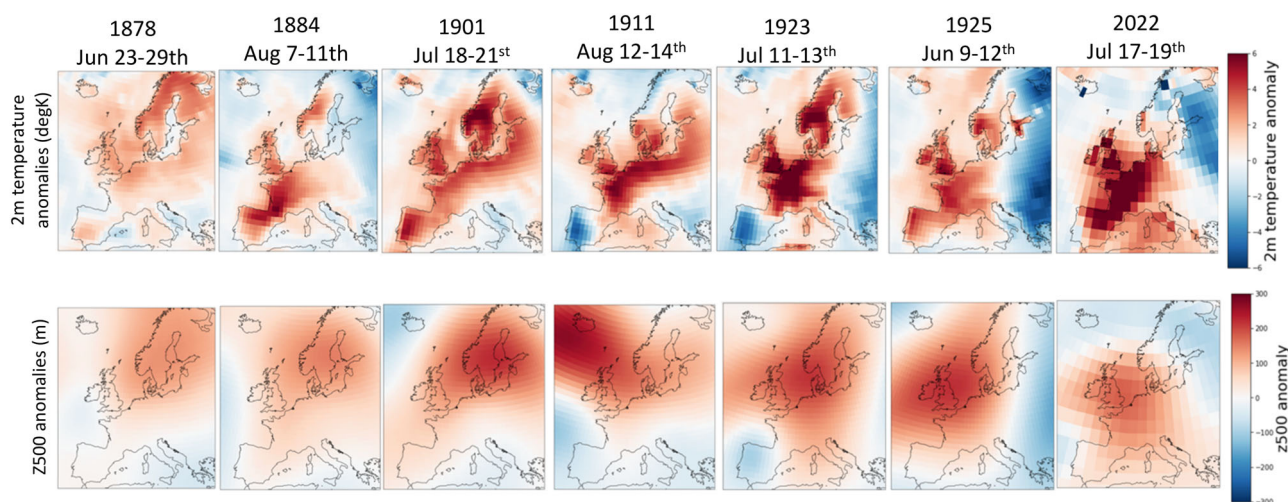 1878
Jun 23-29th
1884
Aug 7-11th
1901
Jul 18-21st
1911
Aug 12-14th
1923
Jul 11-13th
1925
Jun 9-12th
2022
Jul 17-19th
2m temperature
anomalies (degK)
6
4
2
0
−2
−4
−6
2m temperature anomaly
Z500 anomalies (m)
300
200
100
0
−100
−200
−300
z500 anomaly